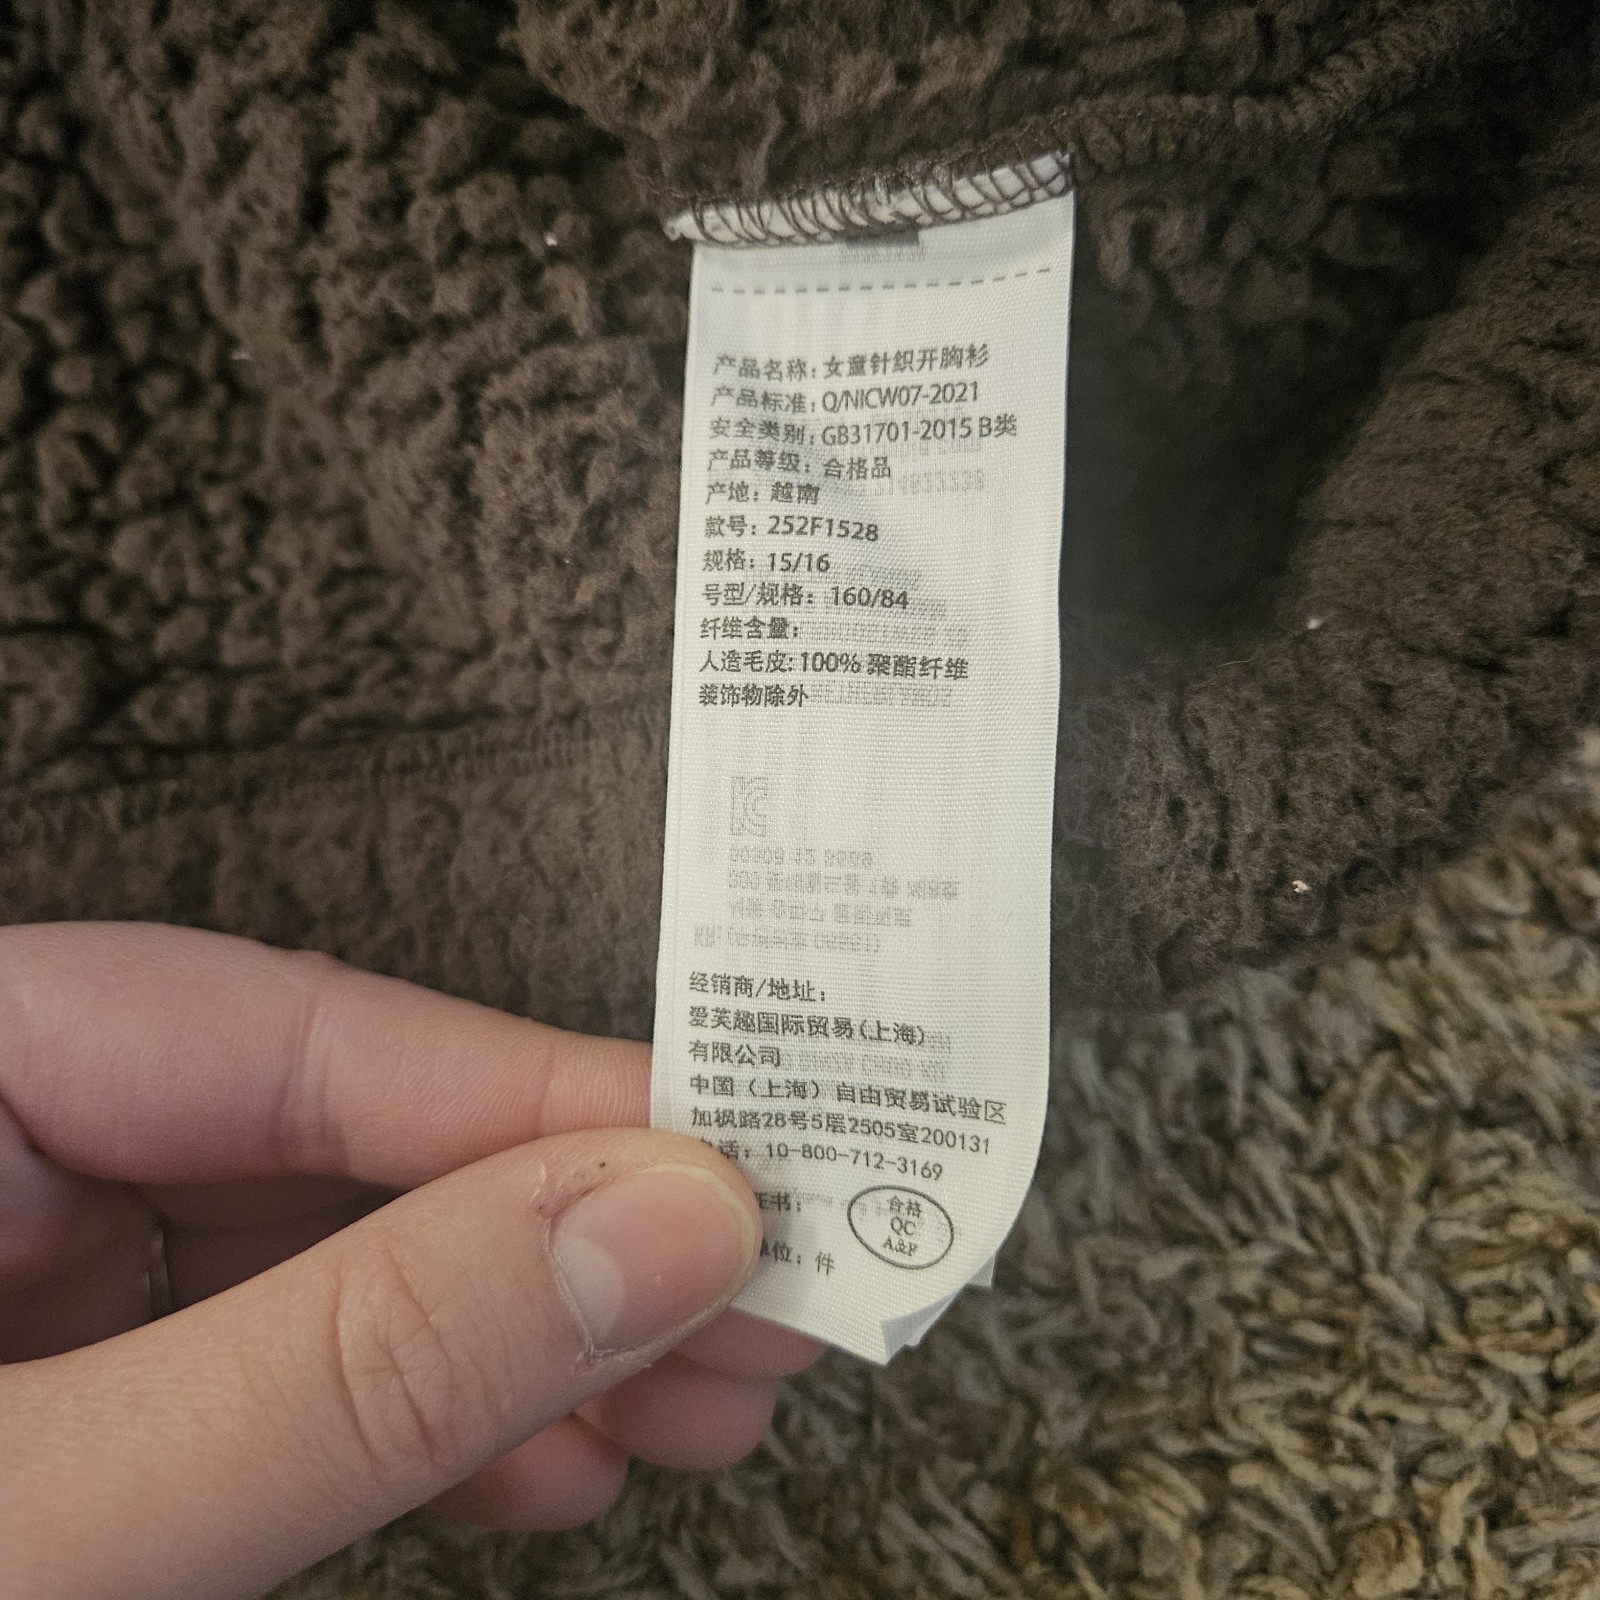 产品名称：女童针织开胸衫
产品标准：Q/NICW07-2021
安全类别：GB31701-2015 B类
产品等级：合格品
产地：越南
款号：252F1528
规格：15/16
号型/规格：160/84
纤维含量：
人造毛皮：100% 聚酯纤维
装饰物除外
经销商/地址：
爱芙趣国际贸易(上海)
有限公司
中国（上海）自由贸易试验区
加枫路28号5层2505室200131
话：10-800-712-3169
证书：
单位：件
合格
QC
A&F